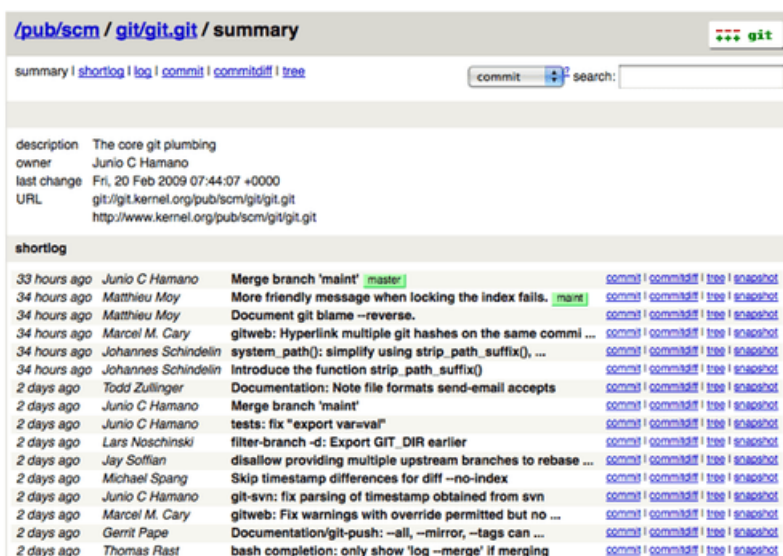 /pub/scm / git/git.git / summary
git
summary | shortlog | log | commit | commitdiff | tree
commit ? search:
description The core git plumbing
owner Junio C Hamano
last change Fri, 20 Feb 2009 07:44:07 +0000
URL git://git.kernel.org/pub/scm/git/git.git
http://www.kernel.org/pub/scm/git/git.git
shortlog
33 hours ago Junio C Hamano Merge branch 'maint' master commit | commitdiff | tree | snapshot
34 hours ago Matthieu Moy More friendly message when locking the index fails. maint commit | commitdiff | tree | snapshot
34 hours ago Matthieu Moy Document git blame --reverse. commit | commitdiff | tree | snapshot
34 hours ago Marcel M. Cary gitweb: Hyperlink multiple git hashes on the same commi ... commit | commitdiff | tree | snapshot
34 hours ago Johannes Schindelin system_path(): simplify using strip_path_suffix(), ... commit | commitdiff | tree | snapshot
34 hours ago Johannes Schindelin Introduce the function strip_path_suffix() commit | commitdiff | tree | snapshot
2 days ago Todd Zullinger Documentation: Note file formats send-email accepts commit | commitdiff | tree | snapshot
2 days ago Junio C Hamano Merge branch 'maint' commit | commitdiff | tree | snapshot
2 days ago Junio C Hamano tests: fix "export var=val" commit | commitdiff | tree | snapshot
2 days ago Lars Noschinski filter-branch -d: Export GIT_DIR earlier commit | commitdiff | tree | snapshot
2 days ago Jay Soffian disallow providing multiple upstream branches to rebase ... commit | commitdiff | tree | snapshot
2 days ago Michael Spang Skip timestamp differences for diff --no-index commit | commitdiff | tree | snapshot
2 days ago Junio C Hamano git-svn: fix parsing of timestamp obtained from svn commit | commitdiff | tree | snapshot
2 days ago Marcel M. Cary gitweb: Fix warnings with override permitted but no ... commit | commitdiff | tree | snapshot
2 days ago Gerrit Pape Documentation/git-push: --all, --mirror, --tags can ... commit | commitdiff | tree | snapshot
2 days ago Thomas Rast bash completion: only show 'log --merge' if merging commit | commitdiff | tree | snapshot